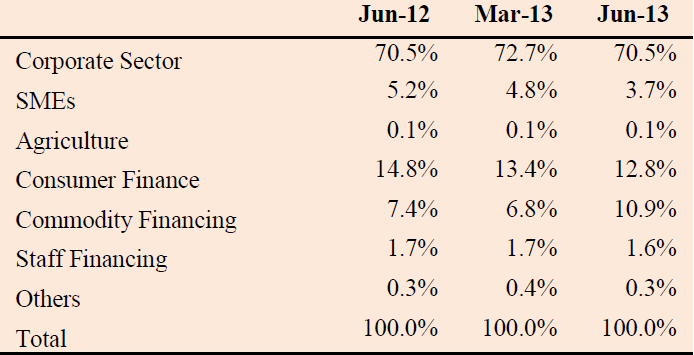 Jun-12 Mar-13 Jun-13
Corporate Sector 70.5% 72.7% 70.5%
SMEs 5.2% 4.8% 3.7%
Agriculture 0.1% 0.1% 0.1%
Consumer Finance 14.8% 13.4% 12.8%
Commodity Financing 7.4% 6.8% 10.9%
Staff Financing 1.7% 1.7% 1.6%
Others 0.3% 0.4% 0.3%
Total 100.0% 100.0% 100.0%